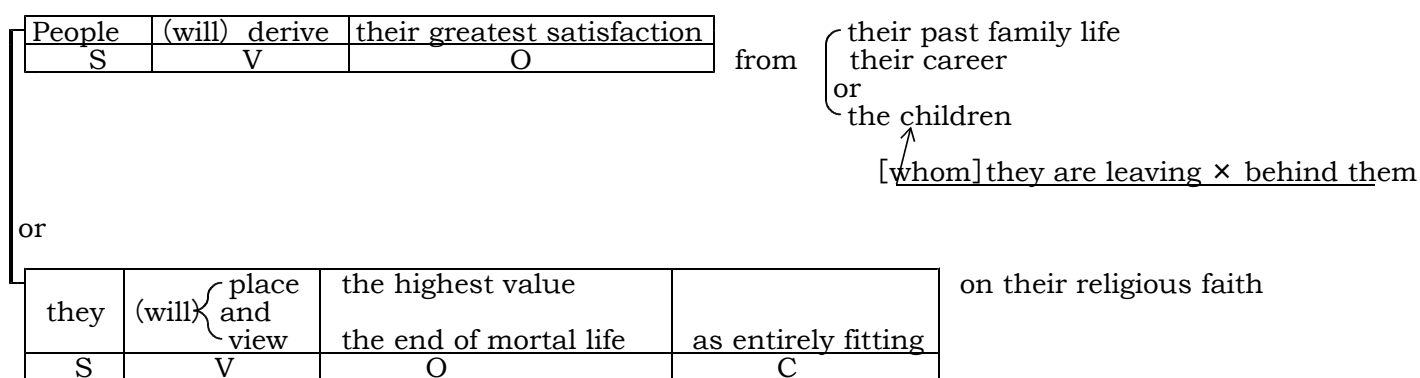 People (will) derive their greatest satisfaction their past family life
S V O from their career
or
the children
[whom] they are leaving × behind them
or
place the highest value on their religious faith
they (will) and
view the end of mortal life as entirely fitting
S V O C